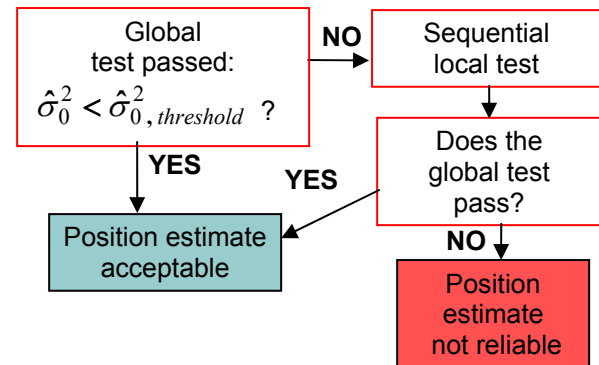 Global
test passed:
σ̂₀² < σ̂₀²,threshold ?
NO
Sequential
local test
YES
YES
Does the
global test
pass?
Position estimate
acceptable
NO
Position
estimate
not reliable